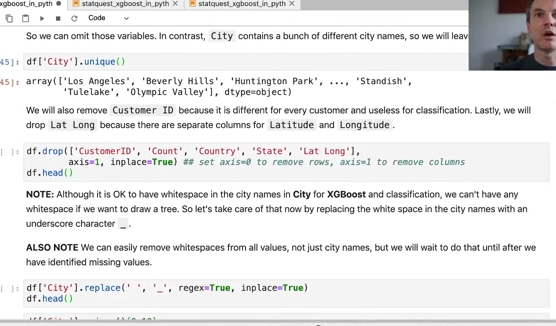 xgboost_in_pyth
statquest_xgboost_in_python
statquest_xgboost_in_python
Code
So we can omit those variables. In contrast, City contains a bunch of different city names, so we will leav
45]: df['City'].unique()
45]: array(['Los Angeles', 'Beverly Hills', 'Huntington Park', ..., 'Standish',
'Tulelake', 'Olympic Valley'], dtype=object)
We will also remove Customer ID because it is different for every customer and useless for classification. Lastly, we will
drop Lat Long because there are separate columns for Latitude and Longitude.
[ ]: df.drop(['CustomerID', 'Count', 'Country', 'State', 'Lat Long'],
axis=1, inplace=True) ## set axis=0 to remove rows, axis=1 to remove columns
df.head()
NOTE: Although it is OK to have whitespace in the city names in City for XGBoost and classification, we can't have any
whitespace if we want to draw a tree. So let's take care of that now by replacing the white space in the city names with an
underscore character _.
ALSO NOTE We can easily remove whitespaces from all values, not just city names, but we will wait to do that until after we
have identified missing values.
[ ]: df['City'].replace(' ', '_', regex=True, inplace=True)
df.head()